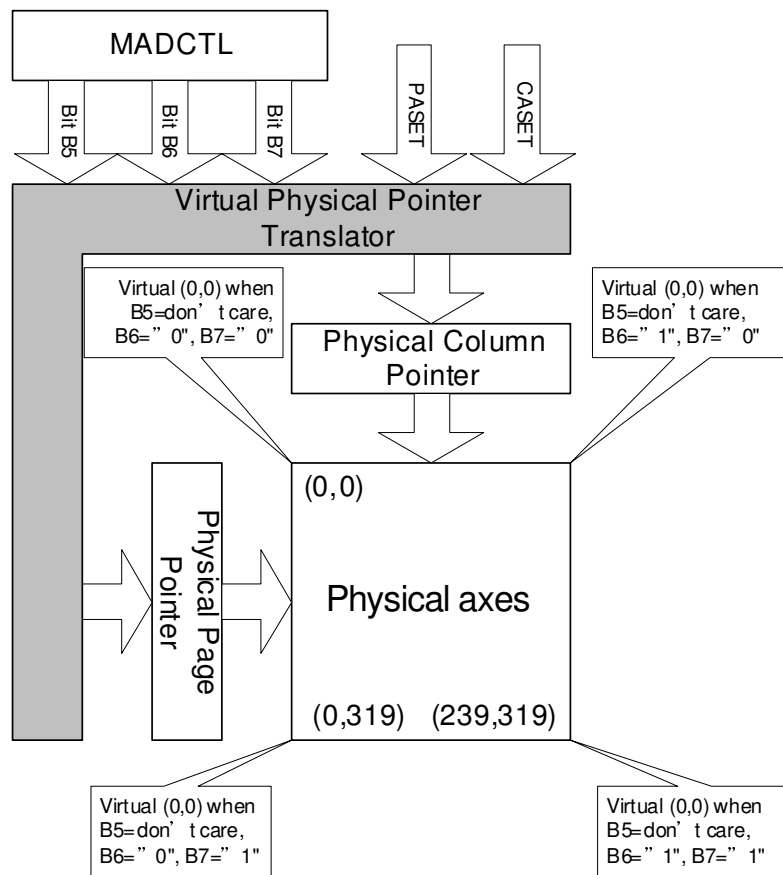 MADCTL
Bit B5
Bit B6
Bit B7
PASET
CASET
Virtual Physical Pointer
Translator
Virtual (0,0) when
B5=don’ t care,
B6=” 0", B7=” 0"
Physical Column
Pointer
Virtual (0,0) when
B5=don’ t care,
B6=” 1", B7=” 0"
(0,0)
Physical Page
Pointer
Physical axes
(0,319)
(239,319)
Virtual (0,0) when
B5=don’ t care,
B6=” 0", B7=” 1"
Virtual (0,0) when
B5=don’ t care,
B6=” 1", B7=” 1"